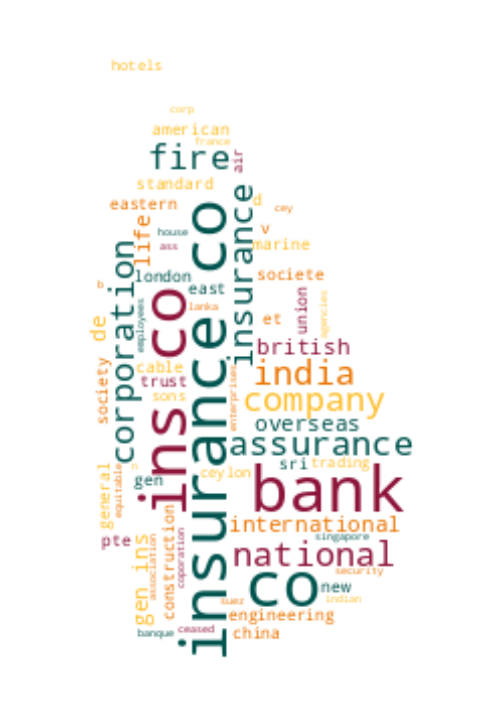 hotels
corp
american
france
fire
air
standard
eastern
d
cey
insurance
life
house
v
ass
marine
corporation
london
societe
east
b
ins co
insurance co
lanka
union
agencies
employees
et
de
british
cable
india
trust
society
sons
enterprises
company
overseas
assurance
sri
trading
general
equitable
gen
ceylon
bank
pte
international
construction
coporation
singapore
association
gen ins
national
security
co
new
suez
indian
engineering
banque
ceased
china